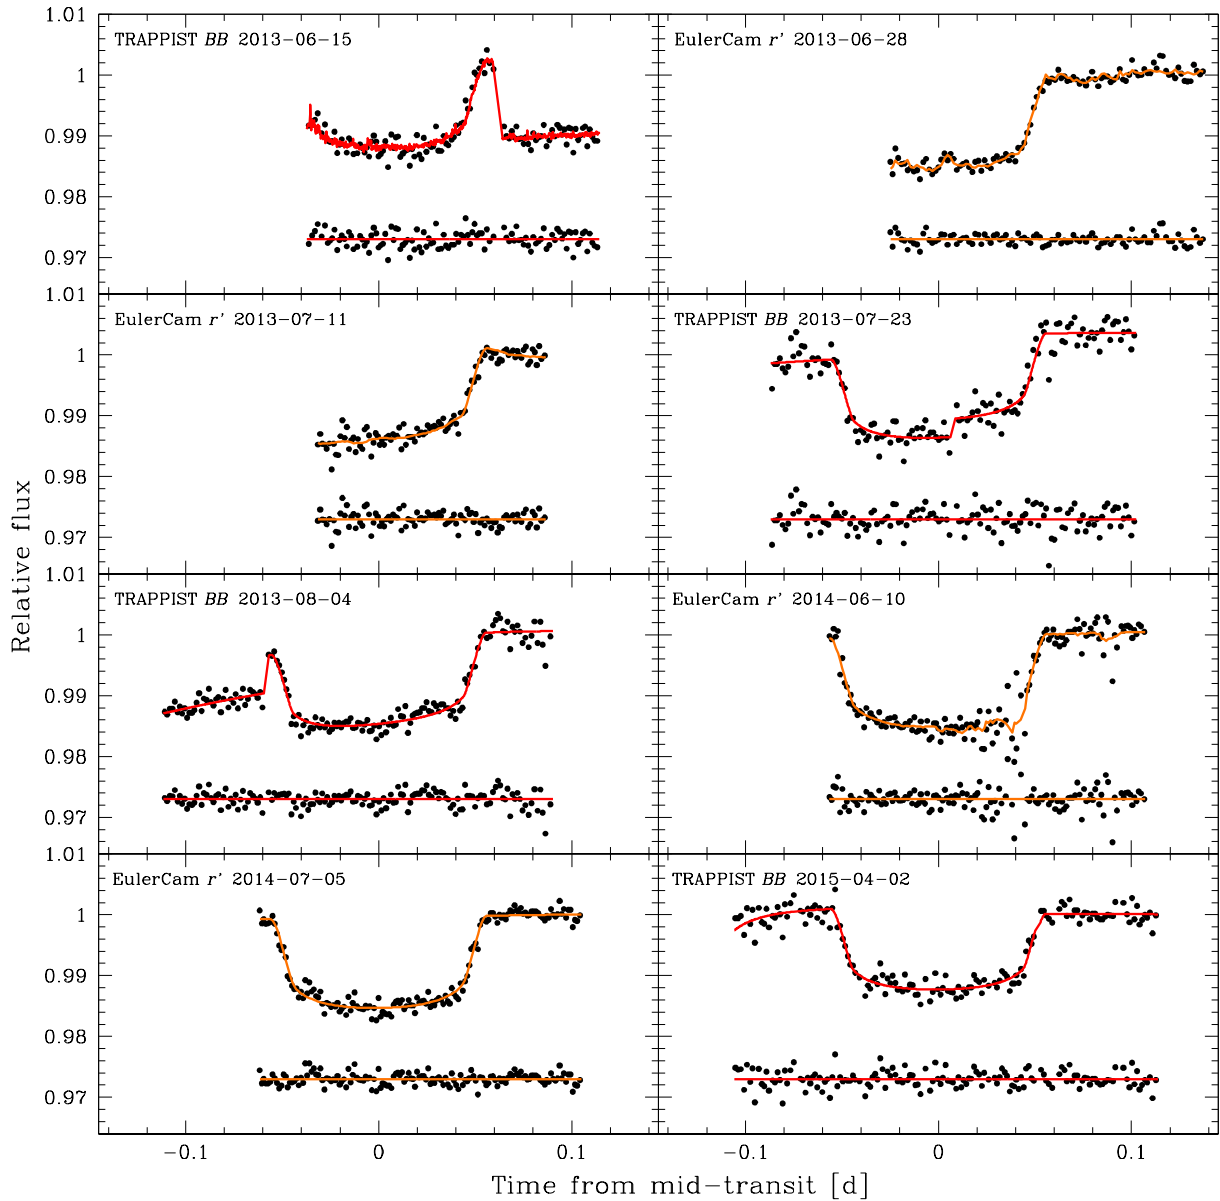 1.01
TRAPPIST BB 2013-06-15
EulerCam r' 2013-06-28
1
0.99
0.98
0.97
1.01
EulerCam r' 2013-07-11
TRAPPIST BB 2013-07-23
1
0.99
0.98
0.97
1.01
TRAPPIST BB 2013-08-04
EulerCam r' 2014-06-10
1
0.99
0.98
0.97
1.01
EulerCam r' 2014-07-05
TRAPPIST BB 2015-04-02
1
0.99
0.98
0.97
Relative flux
-0.1 0 0.1 -0.1 0 0.1
Time from mid-transit [d]